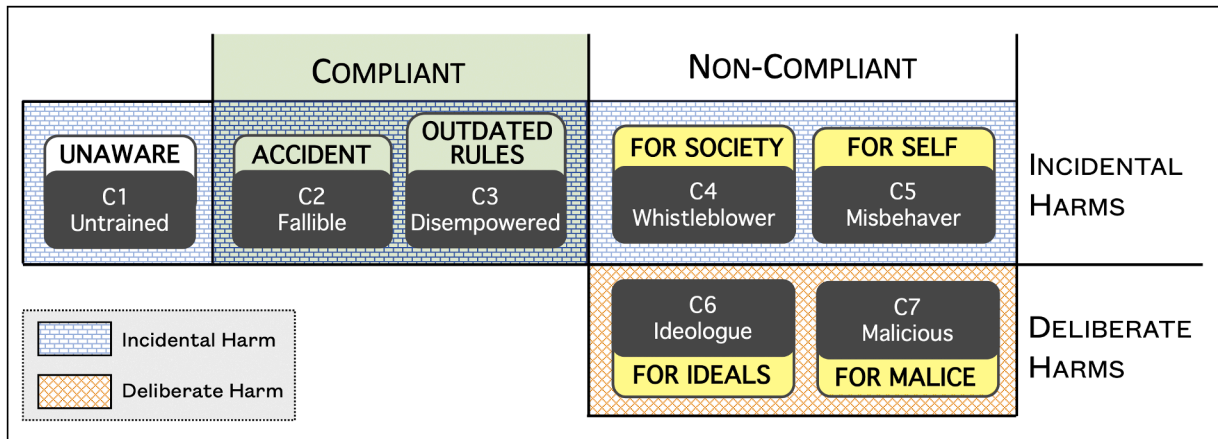 COMPLIANT
NON-COMPLIANT
UNAWARE
C1
Untrained
ACCIDENT
C2
Fallible
OUTDATED
RULES
C3
Disempowered
FOR SOCIETY
C4
Whistleblower
FOR SELF
C5
Misbehaver
INCIDENTAL
HARMS
C6
Ideologue
FOR IDEALS
C7
Malicious
FOR MALICE
DELIBERATE
HARMS
Incidental Harm
Deliberate Harm